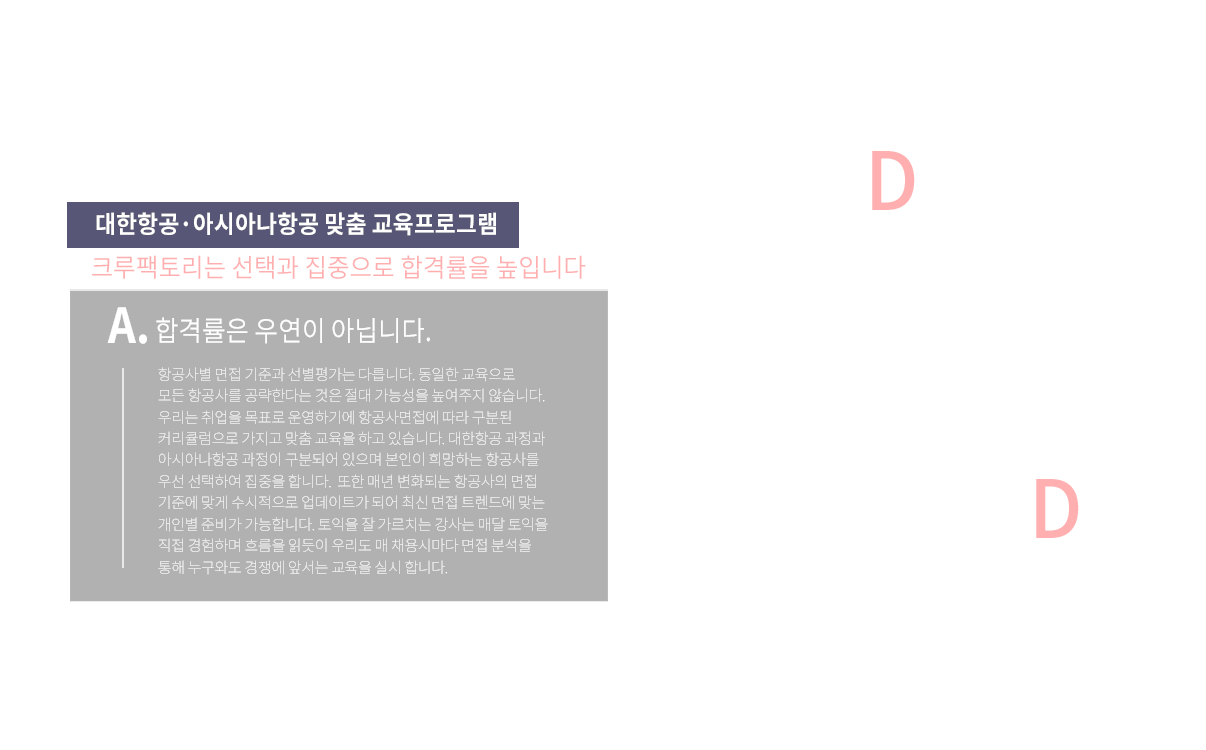 대한항공·아시아나항공 맞춤 교육프로그램
크루팩토리는 선택과 집중으로 합격률을 높입니다
A. 합격률은 우연이 아닙니다.
항공사별 면접 기준과 선별평가는 다릅니다. 동일한 교육으로
모든 항공사를 공략한다는 것은 절대 가능성을 높여주지 않습니다.
우리는 취업을 목표로 운영하기에 항공사면접에 따라 구분된
커리큘럼으로 가지고 맞춤 교육을 하고 있습니다. 대한항공 과정과
아시아나항공 과정이 구분되어 있으며 본인이 희망하는 항공사를
우선 선택하여 집중을 합니다. 또한 매년 변화되는 항공사의 면접
기준에 맞게 수시적으로 업데이트가 되어 최신 면접 트렌드에 맞는
개인별 준비가 가능합니다. 토익을 잘 가르치는 강사는 매달 토익을
직접 경험하며 흐름을 읽듯이 우리도 매 채용시마다 면접 분석을
통해 누구와도 경쟁에 앞서는 교육을 실시 합니다.
D
D